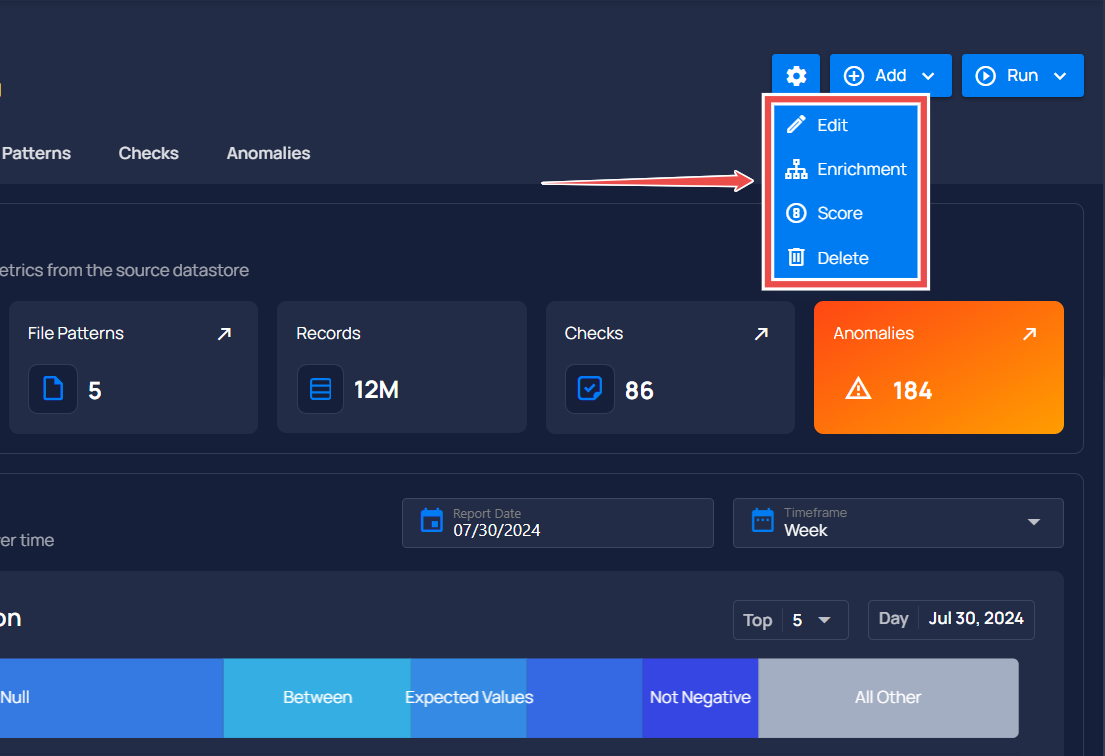 Add
Run
Edit
Enrichment
Score
Delete
Patterns
Checks
Anomalies
etrics from the source datastore
File Patterns
5
Records
12M
Checks
86
Anomalies
184
er time
Report Date
07/30/2024
Timeframe
Week
on
Top 5
Day Jul 30, 2024
Null
Between
Expected Values
Not Negative
All Other